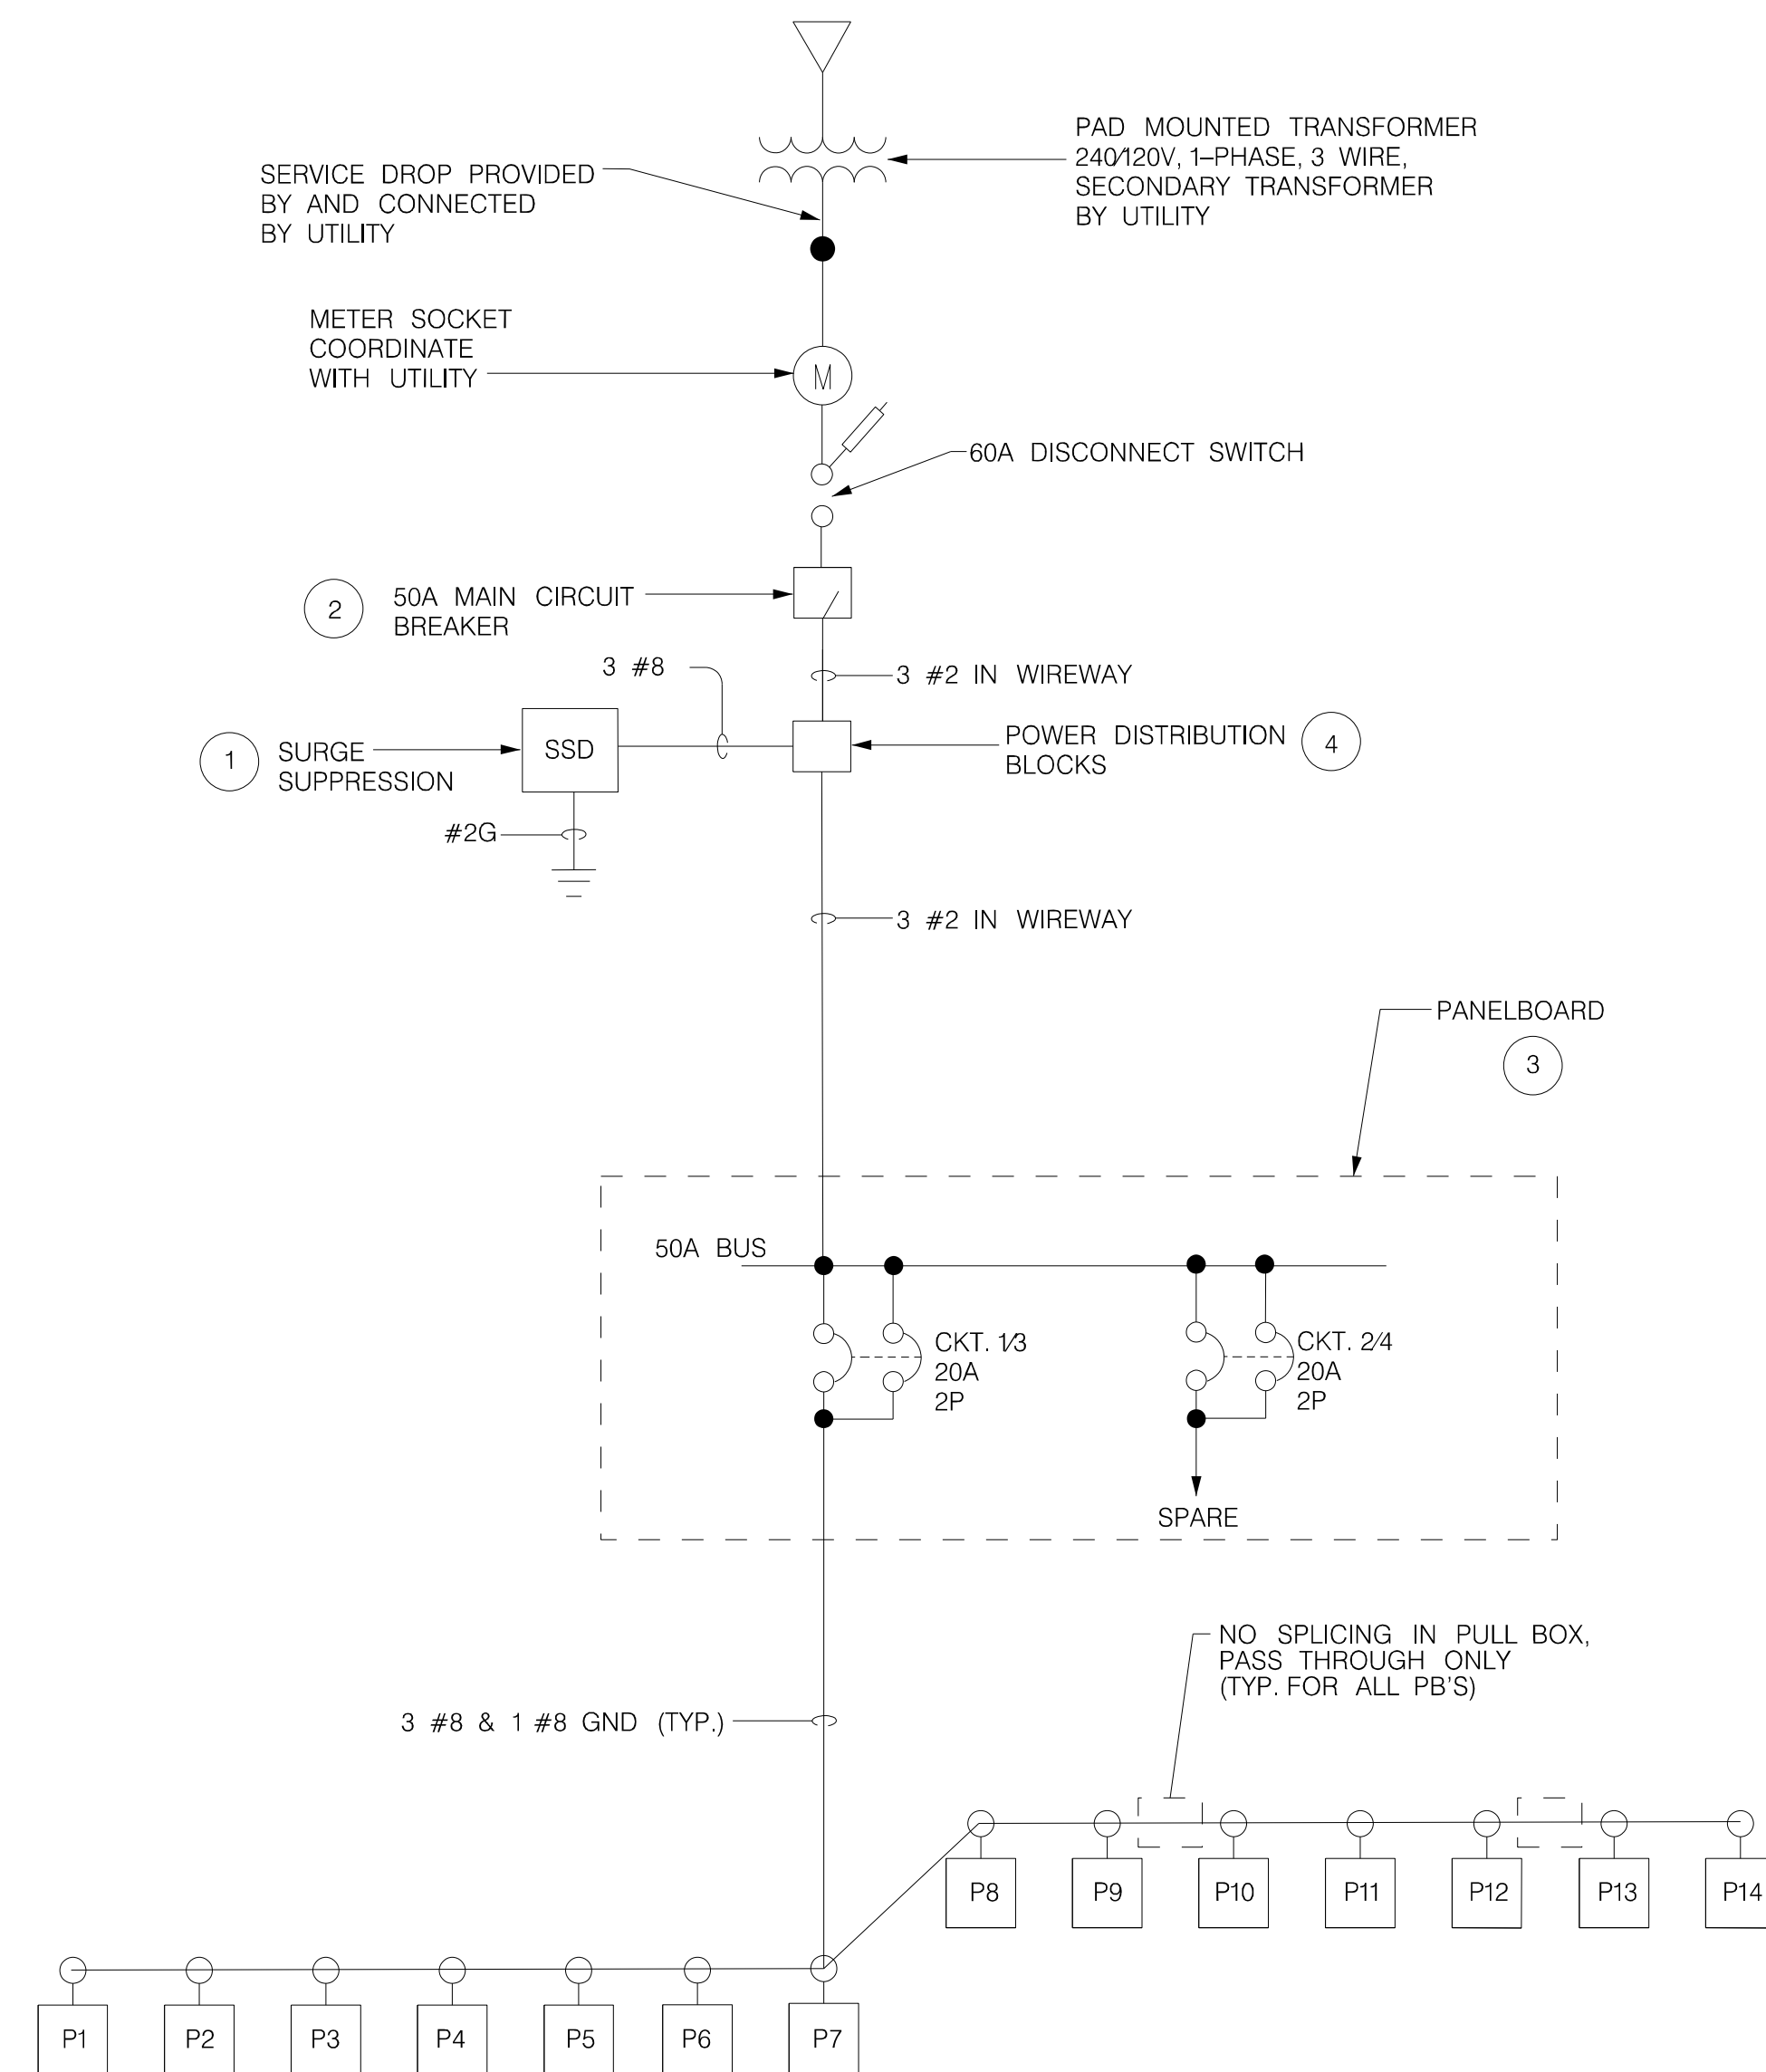 PAD MOUNTED TRANSFORMER
240/120V, 1-PHASE, 3 WIRE,
SECONDARY TRANSFORMER
BY UTILITY
SERVICE DROP PROVIDED
BY AND CONNECTED
BY UTILITY
METER SOCKET
COORDINATE
WITH UTILITY
M
60A DISCONNECT SWITCH
2
50A MAIN CIRCUIT
BREAKER
3 #8
3 #2 IN WIREWAY
1
SURGE
SUPPRESSION
SSD
POWER DISTRIBUTION
BLOCKS
4
#2G
3 #2 IN WIREWAY
PANELBOARD
3
50A BUS
CKT. 1/3
20A
2P
CKT. 2/4
20A
2P
SPARE
NO SPLICING IN PULL BOX,
PASS THROUGH ONLY
(TYP. FOR ALL PB'S)
3 #8 & 1 #8 GND (TYP.)
P8
P9
P10
P11
P12
P13
P14
P1
P2
P3
P4
P5
P6
P7